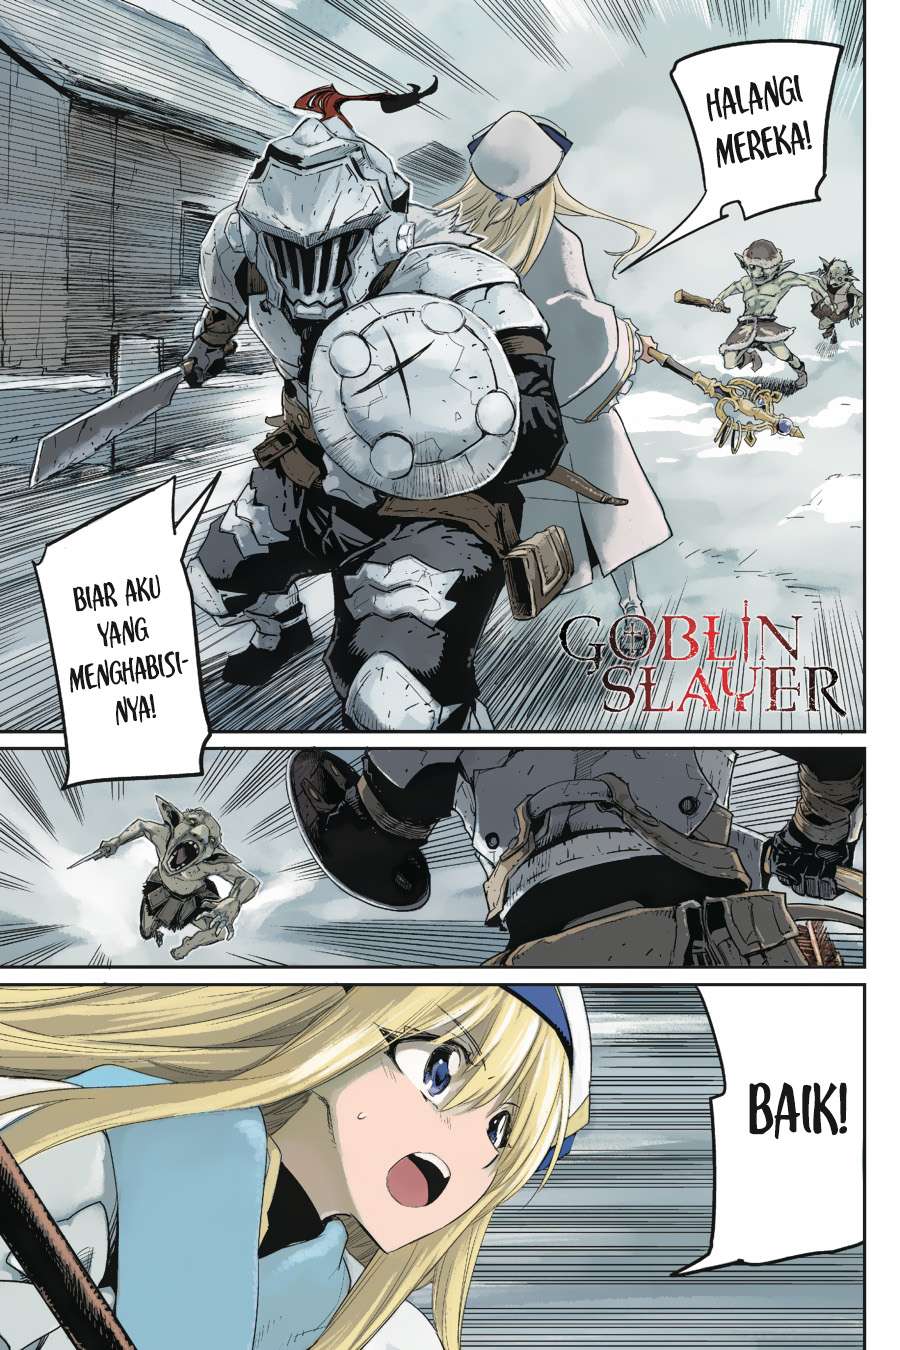 HALANGI
MEREKA!
BIAR AKU
YANG
MENGHABISI-
NYA!
GOBLIN
SLAYER
BAIK!